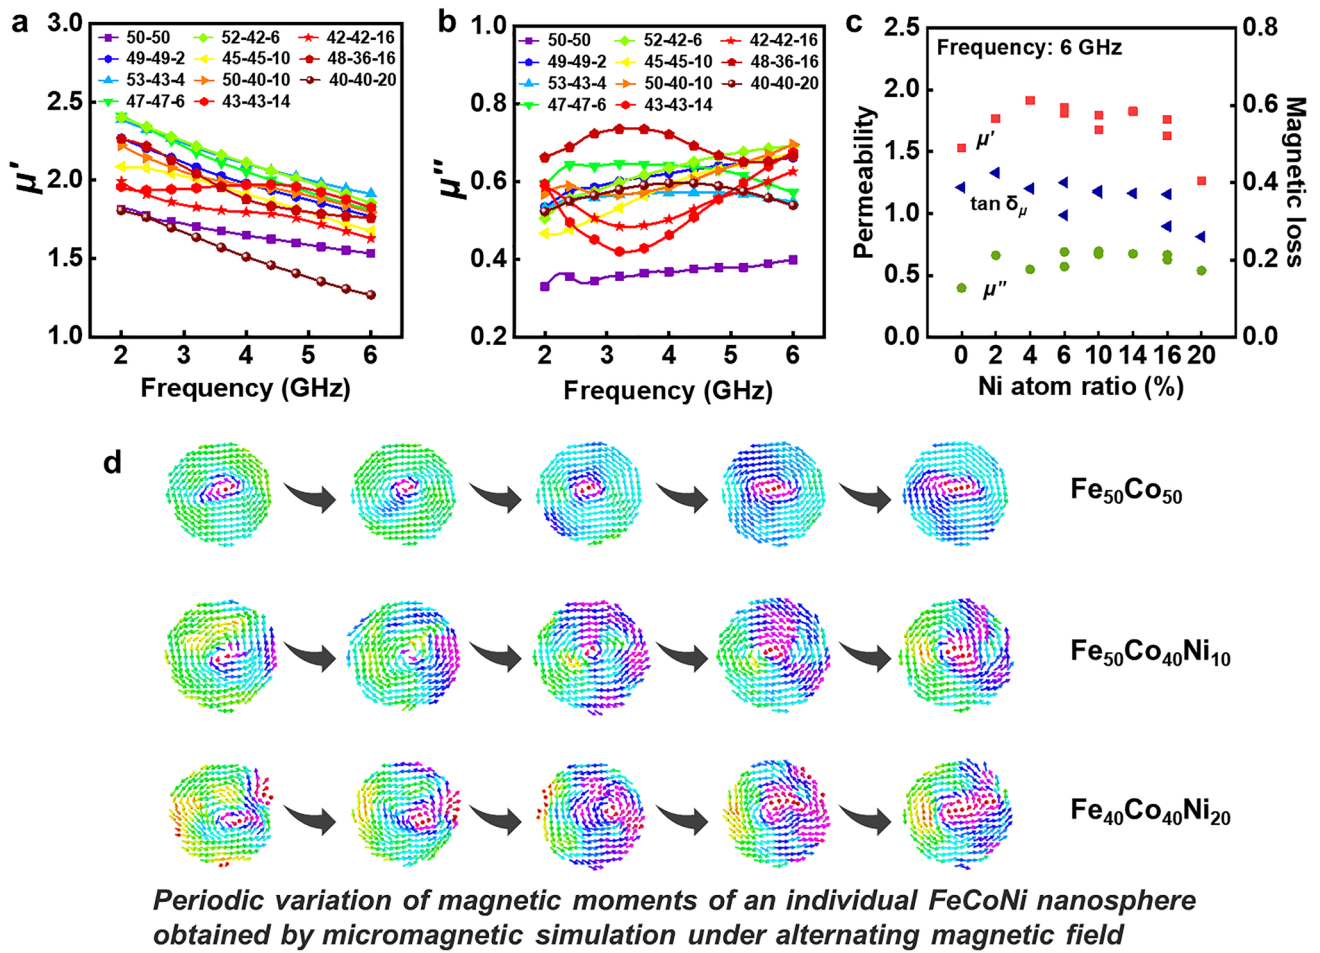 a
3.0
2.5
2.0
1.5
1.0
μ′
50-50
49-49-2
53-43-4
47-47-6
52-42-6
45-45-10
50-40-10
43-43-14
42-42-16
48-36-16
40-40-20
2 3 4 5 6
Frequency (GHz)
b
1.0
0.8
0.6
0.4
0.2
μ″
50-50
49-49-2
53-43-4
47-47-6
52-42-6
45-45-10
50-40-10
43-43-14
42-42-16
48-36-16
40-40-20
2 3 4 5 6
Frequency (GHz)
c
2.5
2.0
1.5
1.0
0.5
0.0
Permeability
Frequency: 6 GHz
μ′
tan δμ
μ″
0.8
0.6
0.4
0.2
0.0
Magnetic loss
0 2 4 6 10 14 16 20
Ni atom ratio (%)
d
Fe50Co50
Fe50Co40Ni10
Fe40Co40Ni20
Periodic variation of magnetic moments of an individual FeCoNi nanosphere
obtained by micromagnetic simulation under alternating magnetic field